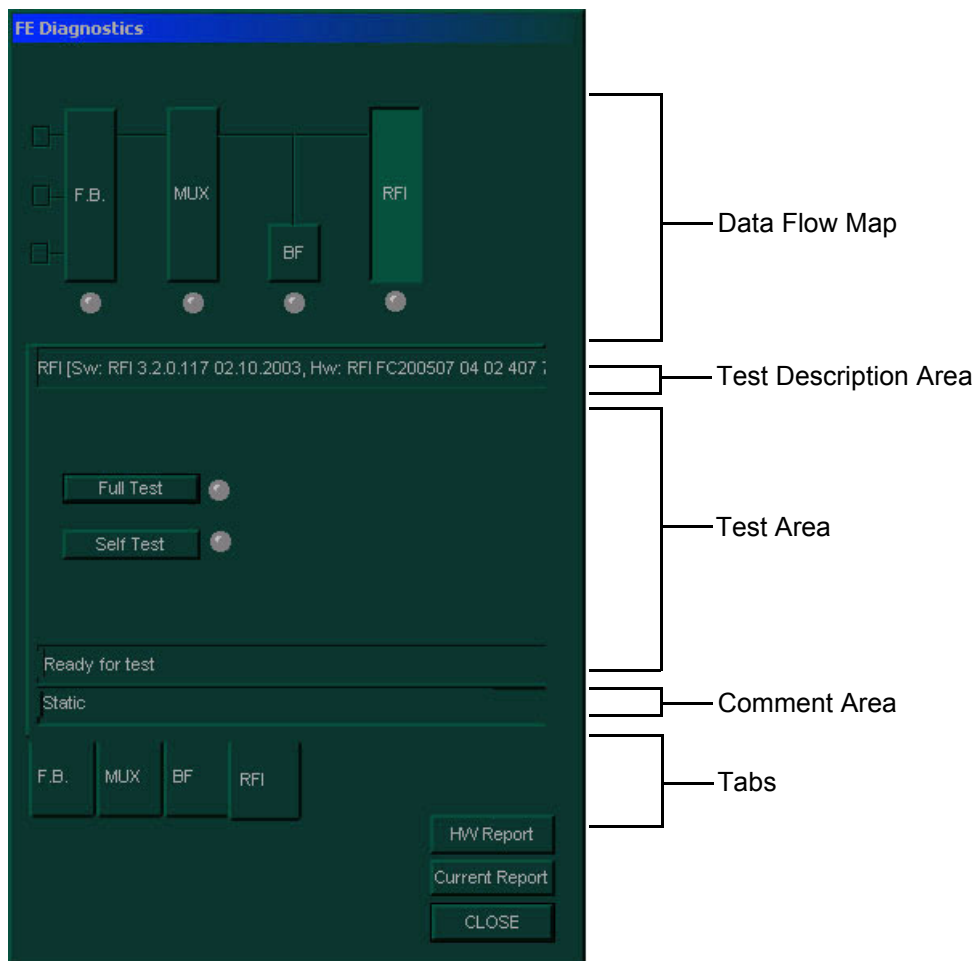 FE Diagnostics
F.B.
MUX
BF
RFI
Data Flow Map
RFI [Sw: RFI 3.2.0.117 02.10.2003, Hw: RFI FC200507 04 02 407
Test Description Area
Full Test
Self Test
Test Area
Ready for test
Static
Comment Area
F.B.
MUX
BF
RFI
Tabs
HW Report
Current Report
CLOSE